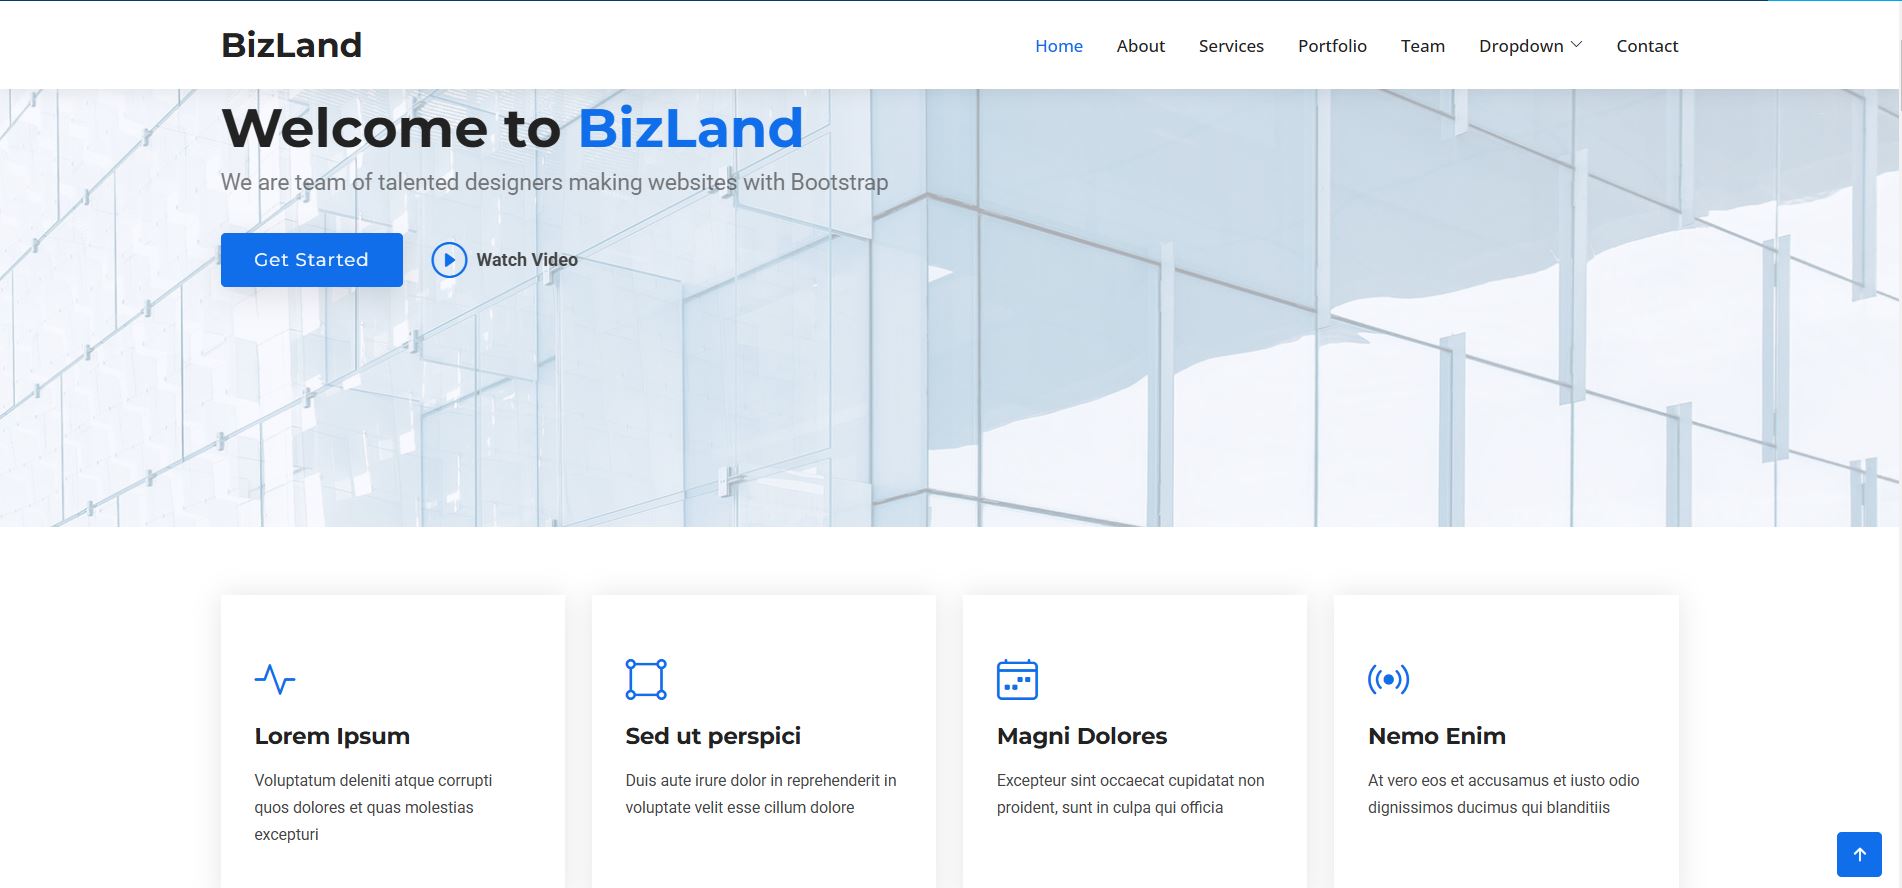 BizLand
Home About Services Portfolio Team Dropdown Contact
Welcome to BizLand
We are team of talented designers making websites with Bootstrap
Get Started
Watch Video
Lorem Ipsum
Voluptatum deleniti atque corrupti
quos dolores et quas molestias
excepturi
Sed ut perspici
Duis aute irure dolor in reprehenderit in
voluptate velit esse cillum dolore
Magni Dolores
Excepteur sint occaecat cupidatat non
proident, sunt in culpa qui officia
Nemo Enim
At vero eos et accusamus et iusto odio
dignissimos ducimus qui blanditiis